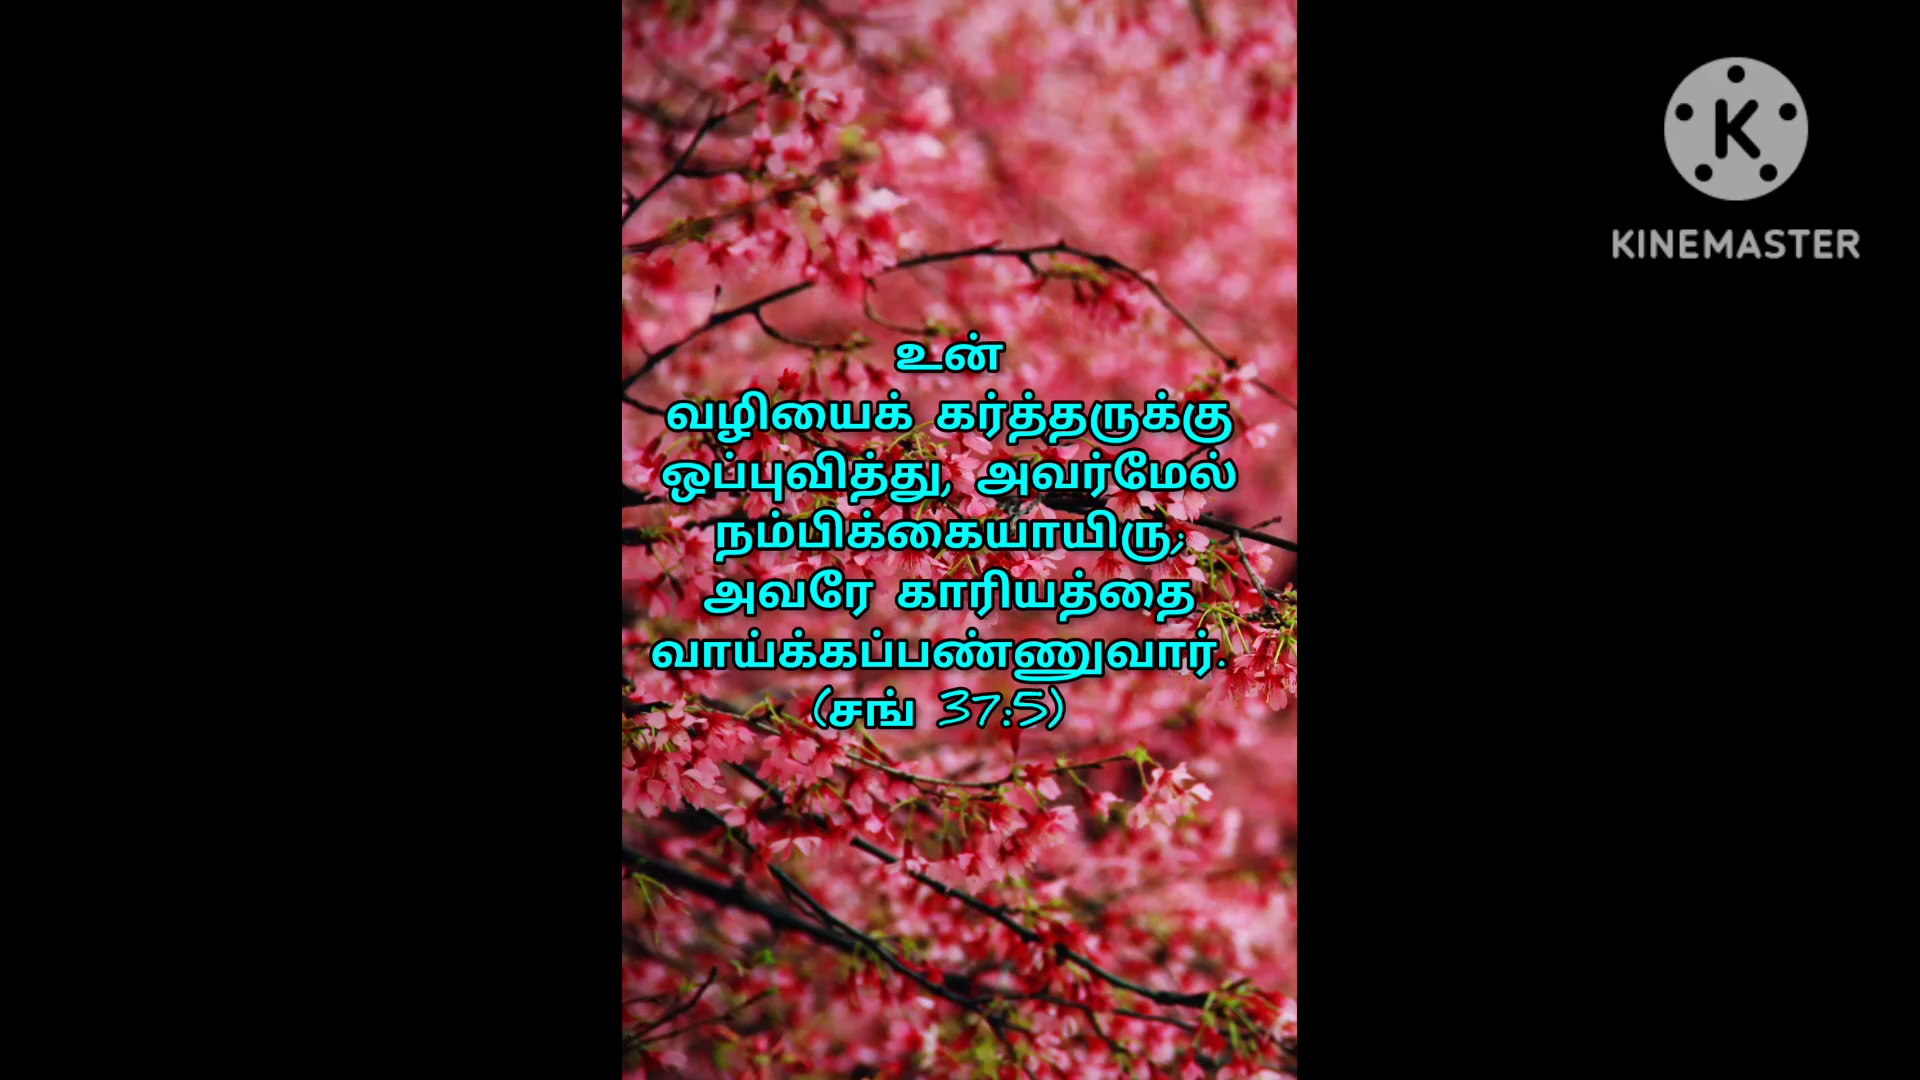 KINEMASTER
உன்
வழியைக் கர்த்தருக்கு
ஒப்புவித்து, அவர்மேல்
நம்பிக்கையாயிரு;
அவரே காரியத்தை
வாய்க்கப்பண்ணுவார்.
(சங் 37:5)